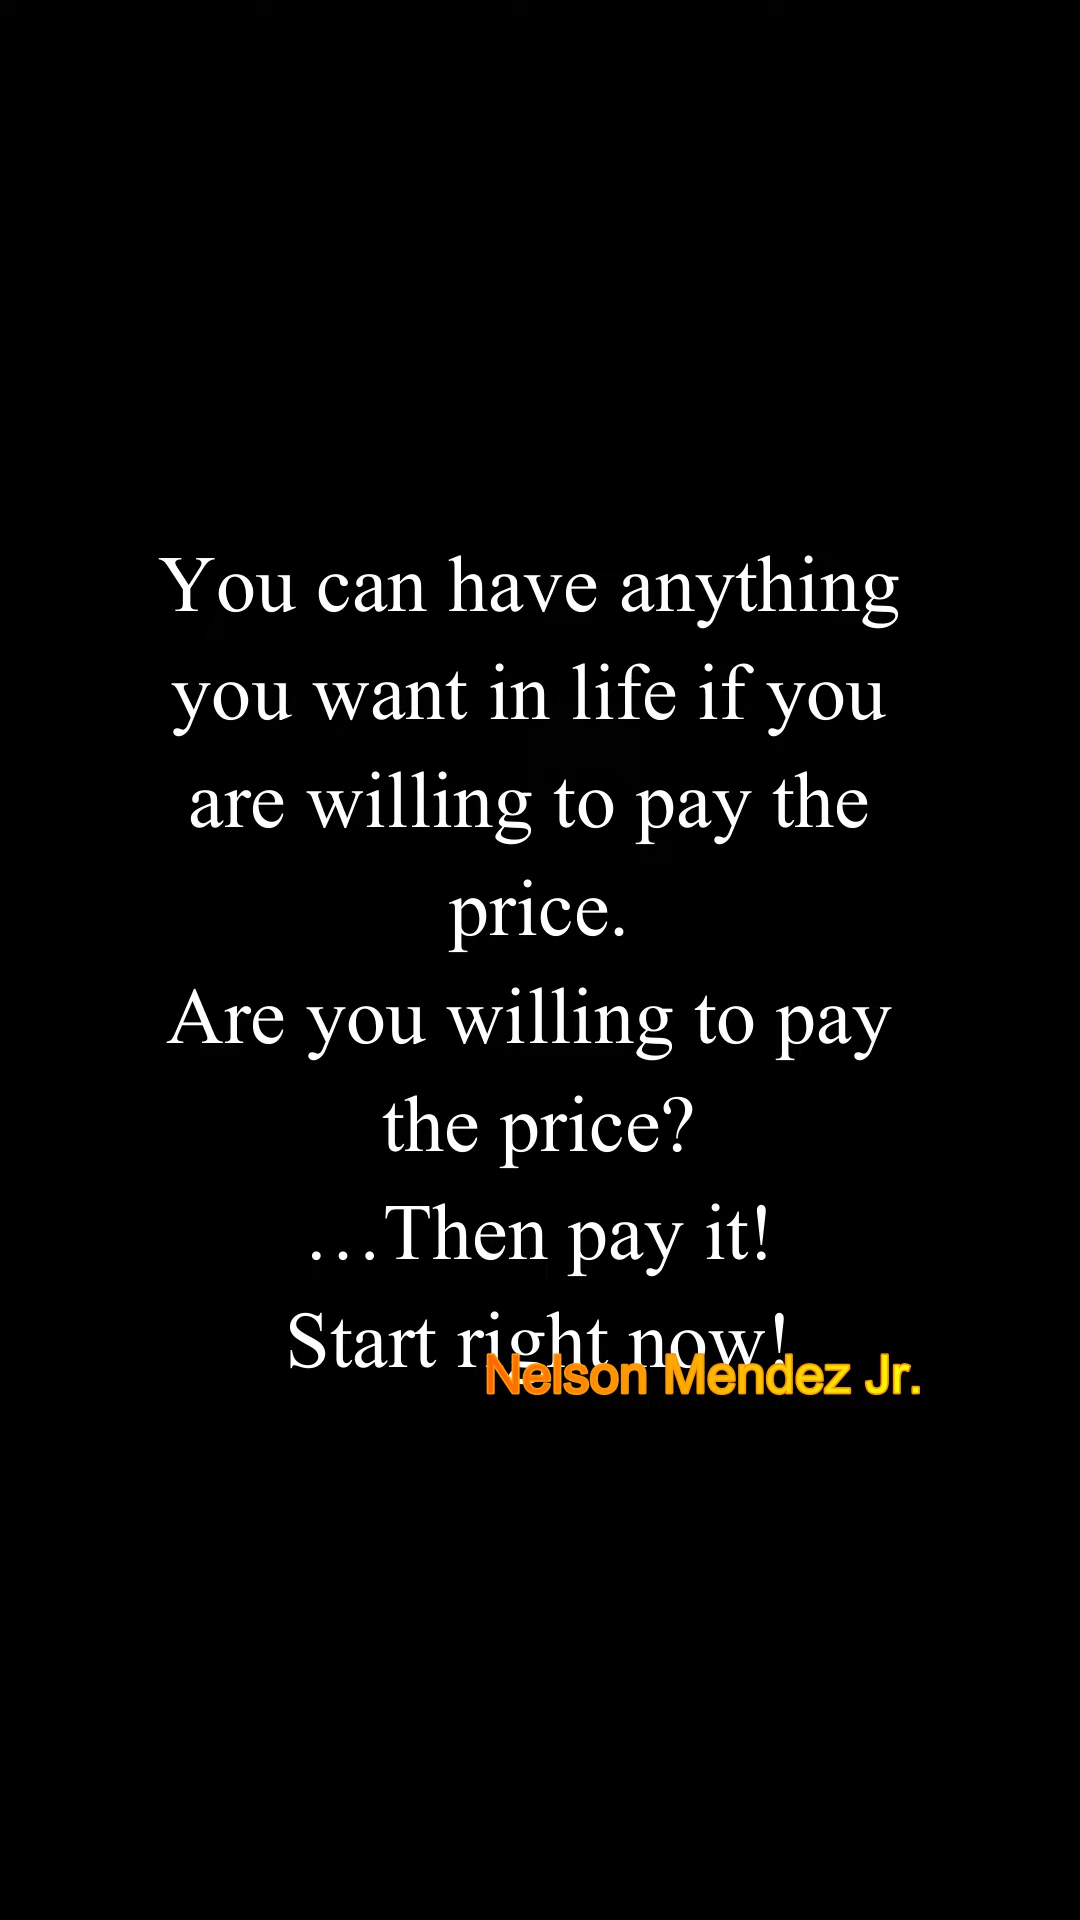 You can have anything
you want in life if you
are willing to pay the
price.
Are you willing to pay
the price?
…Then pay it!
Start right now!
Nelson Mendez Jr.